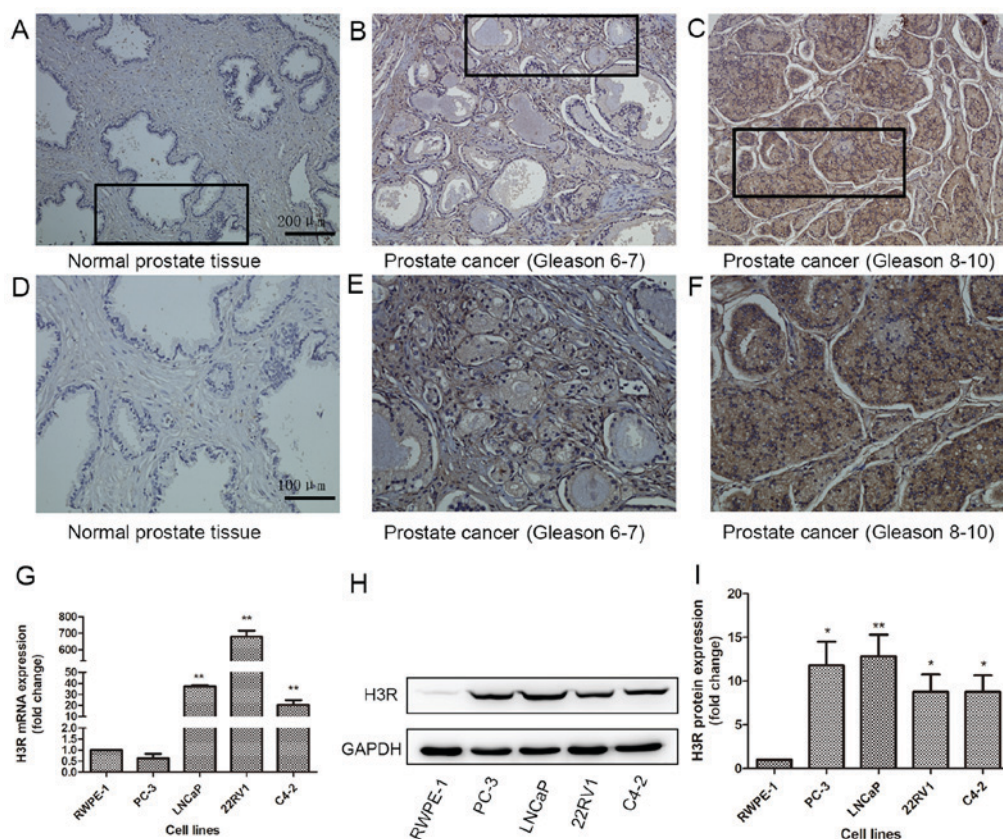 A
B
C
200 μm
Normal prostate tissue
Prostate cancer (Gleason 6-7)
Prostate cancer (Gleason 8-10)
D
E
F
100 μm
Normal prostate tissue
Prostate cancer (Gleason 6-7)
Prostate cancer (Gleason 8-10)
G
H3R mRNA expression
(fold change)
800
700
600
50
40
30
20
10
2.0
1.5
1.0
0.5
0.0
**
**
**
RWPE-1
PC-3
LNCaP
22RV1
C4-2
Cell lines
H
H3R
GAPDH
RWPE-1
PC-3
LNCaP
22RV1
C4-2
I
H3R protein expression
(fold change)
20
15
10
5
0
*
**
*
*
RWPE-1
PC-3
LNCaP
22RV1
C4-2
Cell lines